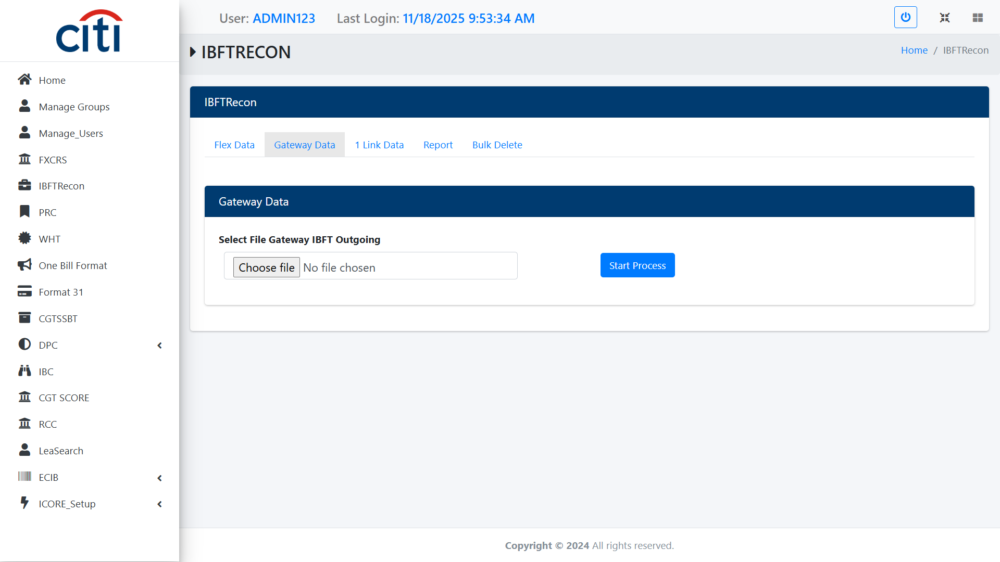 citi
User: ADMIN123 Last Login: 11/18/2025 9:53:34 AM
IBFTRECON
Home / IBFTRecon
Home
Manage Groups
Manage_Users
FXCRS
IBFTRecon
PRC
WHT
One Bill Format
Format 31
CGTSSBT
DPC
IBC
CGT SCORE
RCC
LeaSearch
ECIB
ICORE_Setup
IBFTRecon
Flex Data Gateway Data 1 Link Data Report Bulk Delete
Gateway Data
Select File Gateway IBFT Outgoing
Choose file No file chosen
Start Process
Copyright © 2024 All rights reserved.